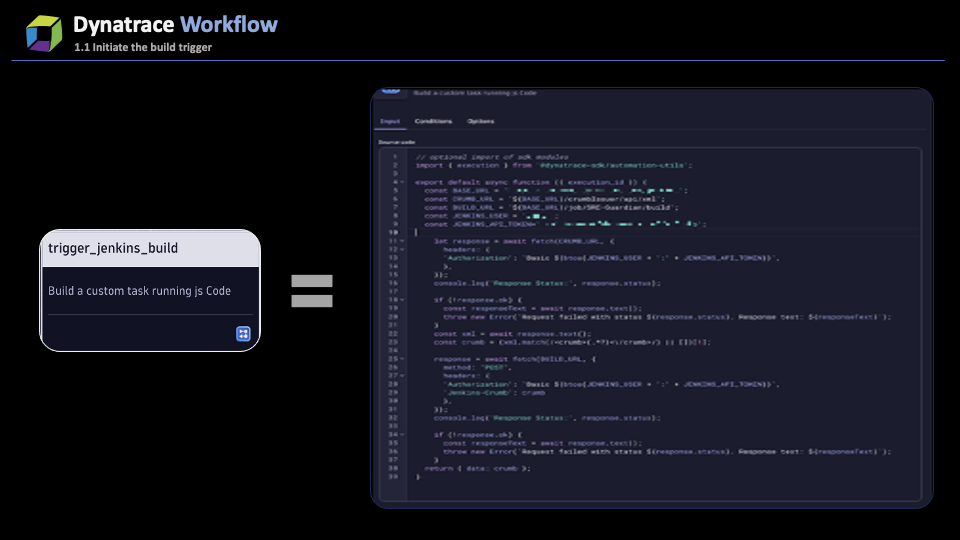 Dynatrace Workflow
1.1 Initiate the build trigger
trigger_jenkins_build
Build a custom task running js Code
Build a custom task running js Code
Input Conditions Options
Source code
1 // optional import of sdk modules
2 import { execution } from '@dynatrace-sdk/automation-utils';
3
4 export default async function ({ execution_id }) {
5 const BASE_URL =
6 const CRUMB_URL = `${BASE_URL}/crumbIssuer/api/xml`;
7 const BUILD_URL = `${BASE_URL}/job/SRE-Guardian/build`;
8 const JENKINS_USER =
9 const JENKINS_API_TOKEN=
10
11 let response = await fetch(CRUMB_URL, {
12 headers: {
13 'Authorization': `Basic ${btoa(JENKINS_USER + ":" + JENKINS_API_TOKEN)}`,
14 },
15 });
16 console.log('Response Status:', response.status);
17
18 if (!response.ok) {
19 const responseText = await response.text();
20 throw new Error(`Request failed with status ${response.status}. Response text: ${responseText}`);
21 }
22 const xml = await response.text();
23 const crumb = (xml.match(/<crumb>(.*?)<\/crumb>/) || [])[1];
24
25 response = await fetch(BUILD_URL, {
26 method: 'POST',
27 headers: {
28 'Authorization': `Basic ${btoa(JENKINS_USER + ":" + JENKINS_API_TOKEN)}`,
29 'Jenkins-Crumb': crumb
30 },
31 });
32 console.log('Response Status:', response.status);
33
34 if (!response.ok) {
35 const responseText = await response.text();
36 throw new Error(`Request failed with status ${response.status}. Response text: ${responseText}`);
37 }
38 return { data: crumb };
39 }